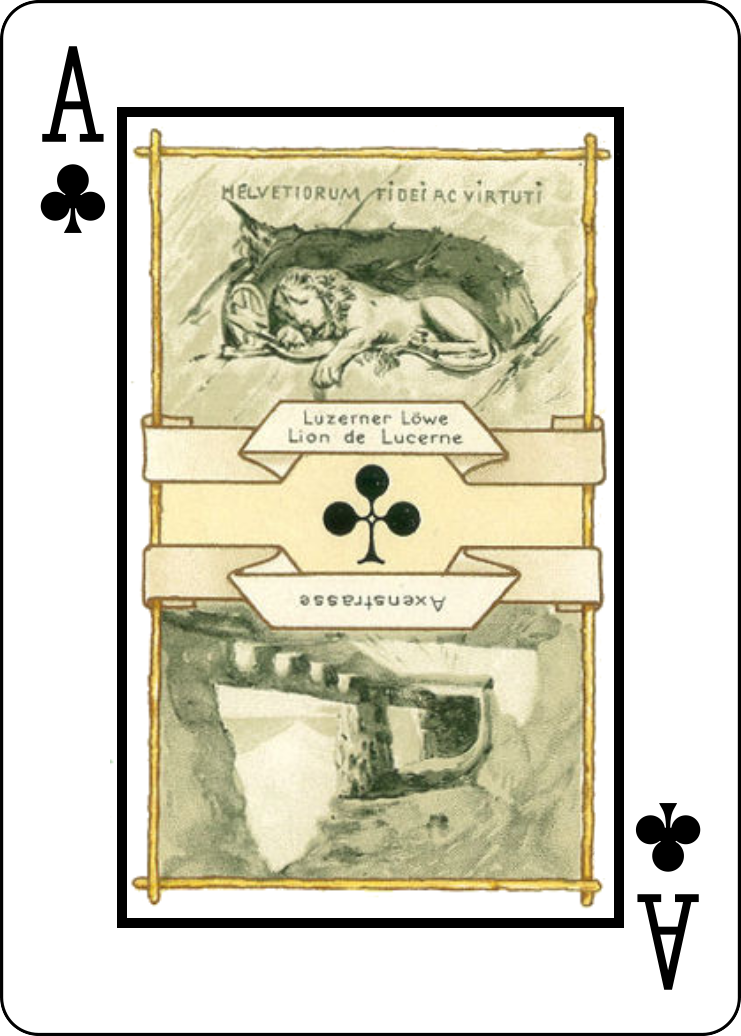 A
HELVETIORUM FIDEI AC VIRTUTI
Luzerner Löwe
Lion de Lucerne
Axenstrasse
A